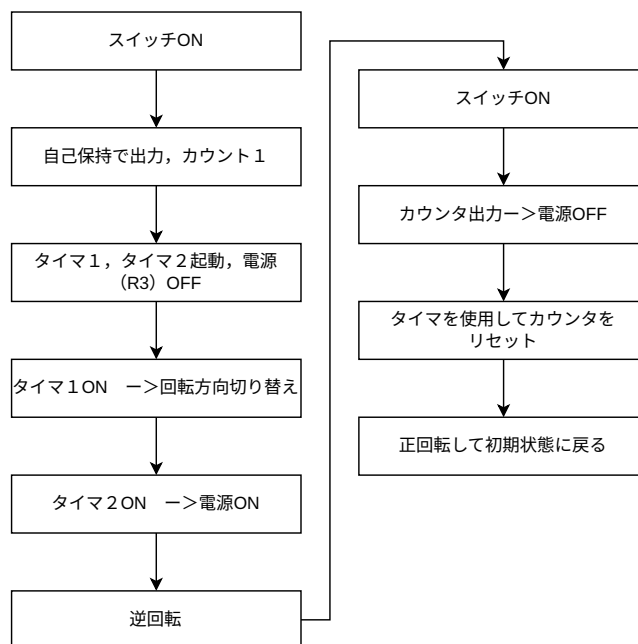 スイッチON
自己保持で出力，カウント１
タイマ１，タイマ２起動，電源
（R3）OFF
タイマ１ON　ー＞回転方向切り替え
タイマ２ON　ー＞電源ON
逆回転
スイッチON
カウンタ出力ー＞電源OFF
タイマを使用してカウンタを
リセット
正回転して初期状態に戻る